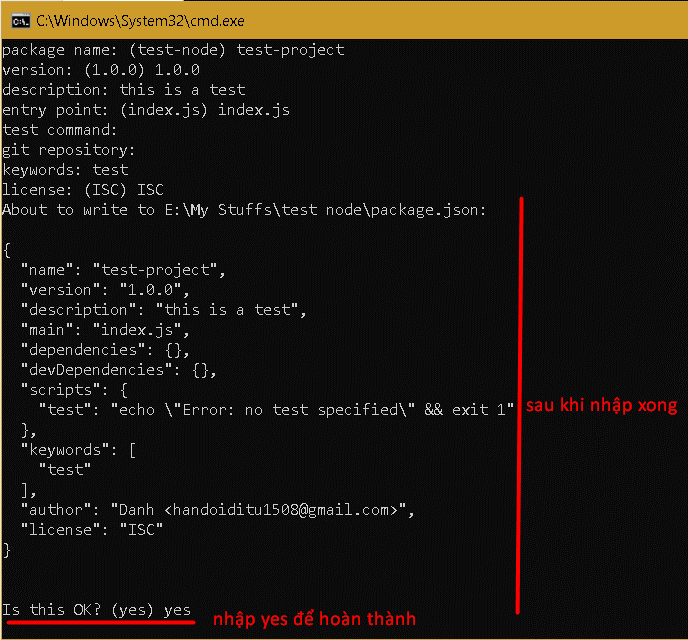 C:\Windows\System32\cmd.exe
package name: (test-node) test-project
version: (1.0.0) 1.0.0
description: this is a test
entry point: (index.js) index.js
test command:
git repository:
keywords: test
license: (ISC) ISC
About to write to E:\My Stuffs\test node\package.json:
{
  "name": "test-project",
  "version": "1.0.0",
  "description": "this is a test",
  "main": "index.js",
  "dependencies": {},
  "devDependencies": {},
  "scripts": {
    "test": "echo \"Error: no test specified\" && exit 1"
sau khi nhập xong
  },
  "keywords": [
    "test"
  ],
  "author": "Danh <handoiditu1508@gmail.com>",
  "license": "ISC"
}
Is this OK? (yes) yes
nhập yes để hoàn thành